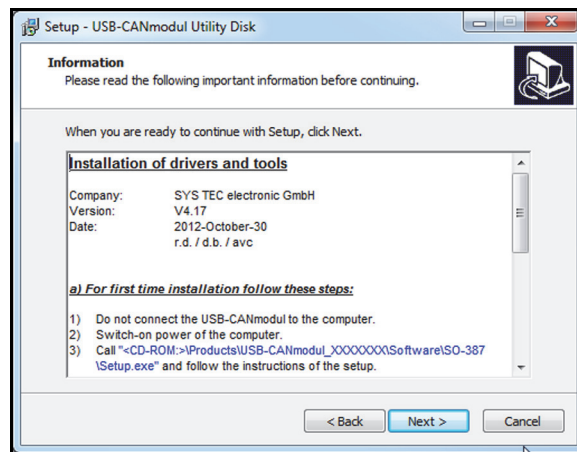 Setup - USB-CANmodul Utility Disk
Information
Please read the following important information before continuing.
When you are ready to continue with Setup, click Next.
Installation of drivers and tools
Company: SYS TEC electronic GmbH
Version: V4.17
Date: 2012-October-30
r.d. / d.b. / avc
a) For first time installation follow these steps:
1) Do not connect the USB-CANmodul to the computer.
2) Switch-on power of the computer.
3) Call "<CD-ROM:>\Products\USB-CANmodul_XXXXXXX\Software\SO-387
\Setup.exe" and follow the instructions of the setup.
< Back Next > Cancel